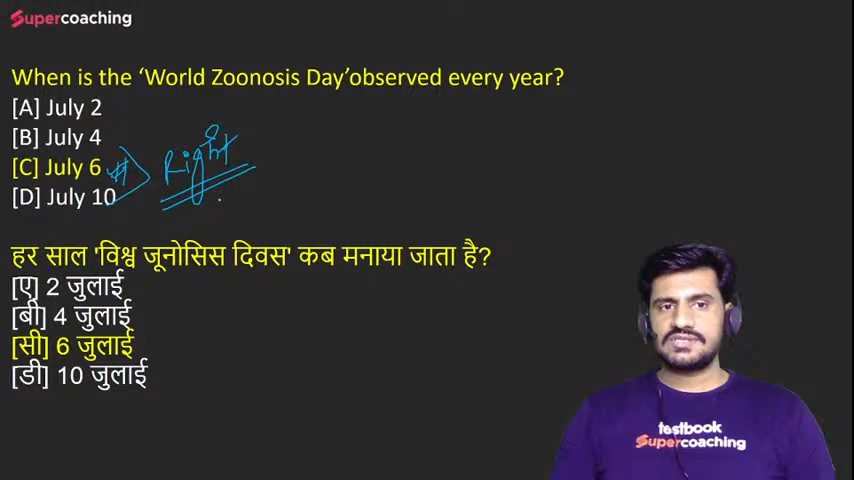 Supercoaching
When is the ‘World Zoonosis Day’observed every year?
[A] July 2
[B] July 4
[C] July 6
[D] July 10
Right
हर साल 'विश्व जूनोसिस दिवस' कब मनाया जाता है?
[ए] 2 जुलाई
[बी] 4 जुलाई
[सी] 6 जुलाई
[डी] 10 जुलाई
testbook
Supercoaching